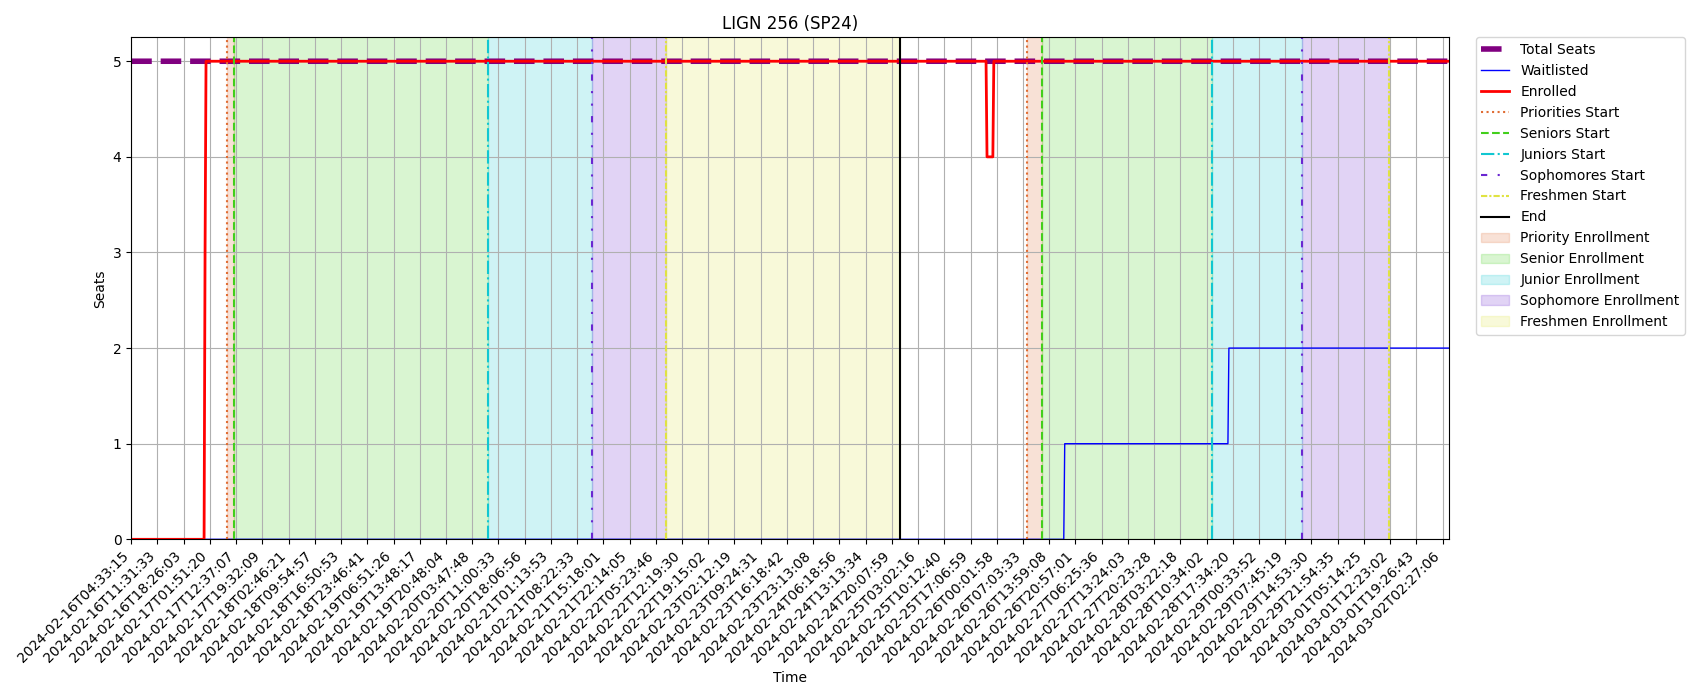 LIGN 256 (SP24)
Seats
5
4
3
2
1
0
2024-02-16T04:33:15
2024-02-16T11:31:33
2024-02-16T18:26:03
2024-02-17T01:51:20
2024-02-17T12:37:07
2024-02-17T19:32:09
2024-02-18T02:46:21
2024-02-18T09:54:57
2024-02-18T16:50:53
2024-02-18T23:46:41
2024-02-19T06:51:26
2024-02-19T13:48:17
2024-02-19T20:48:04
2024-02-20T03:47:48
2024-02-20T11:00:33
2024-02-20T18:06:56
2024-02-21T01:13:53
2024-02-21T08:22:33
2024-02-21T15:18:01
2024-02-21T22:14:05
2024-02-22T05:23:46
2024-02-22T12:19:30
2024-02-22T19:15:02
2024-02-23T02:12:19
2024-02-23T09:24:31
2024-02-23T16:18:42
2024-02-23T23:13:08
2024-02-24T06:18:56
2024-02-24T13:13:34
2024-02-24T20:07:59
2024-02-25T03:02:16
2024-02-25T10:12:40
2024-02-25T17:06:59
2024-02-26T00:01:58
2024-02-26T07:03:33
2024-02-26T13:59:08
2024-02-26T20:57:01
2024-02-27T06:25:36
2024-02-27T13:24:03
2024-02-27T20:23:28
2024-02-28T03:22:18
2024-02-28T10:34:02
2024-02-28T17:34:20
2024-02-29T00:33:52
2024-02-29T07:45:19
2024-02-29T14:53:30
2024-02-29T21:54:35
2024-03-01T05:14:25
2024-03-01T12:23:02
2024-03-01T19:26:43
2024-03-02T02:27:06
Time
Total Seats
Waitlisted
Enrolled
Priorities Start
Seniors Start
Juniors Start
Sophomores Start
Freshmen Start
End
Priority Enrollment
Senior Enrollment
Junior Enrollment
Sophomore Enrollment
Freshmen Enrollment